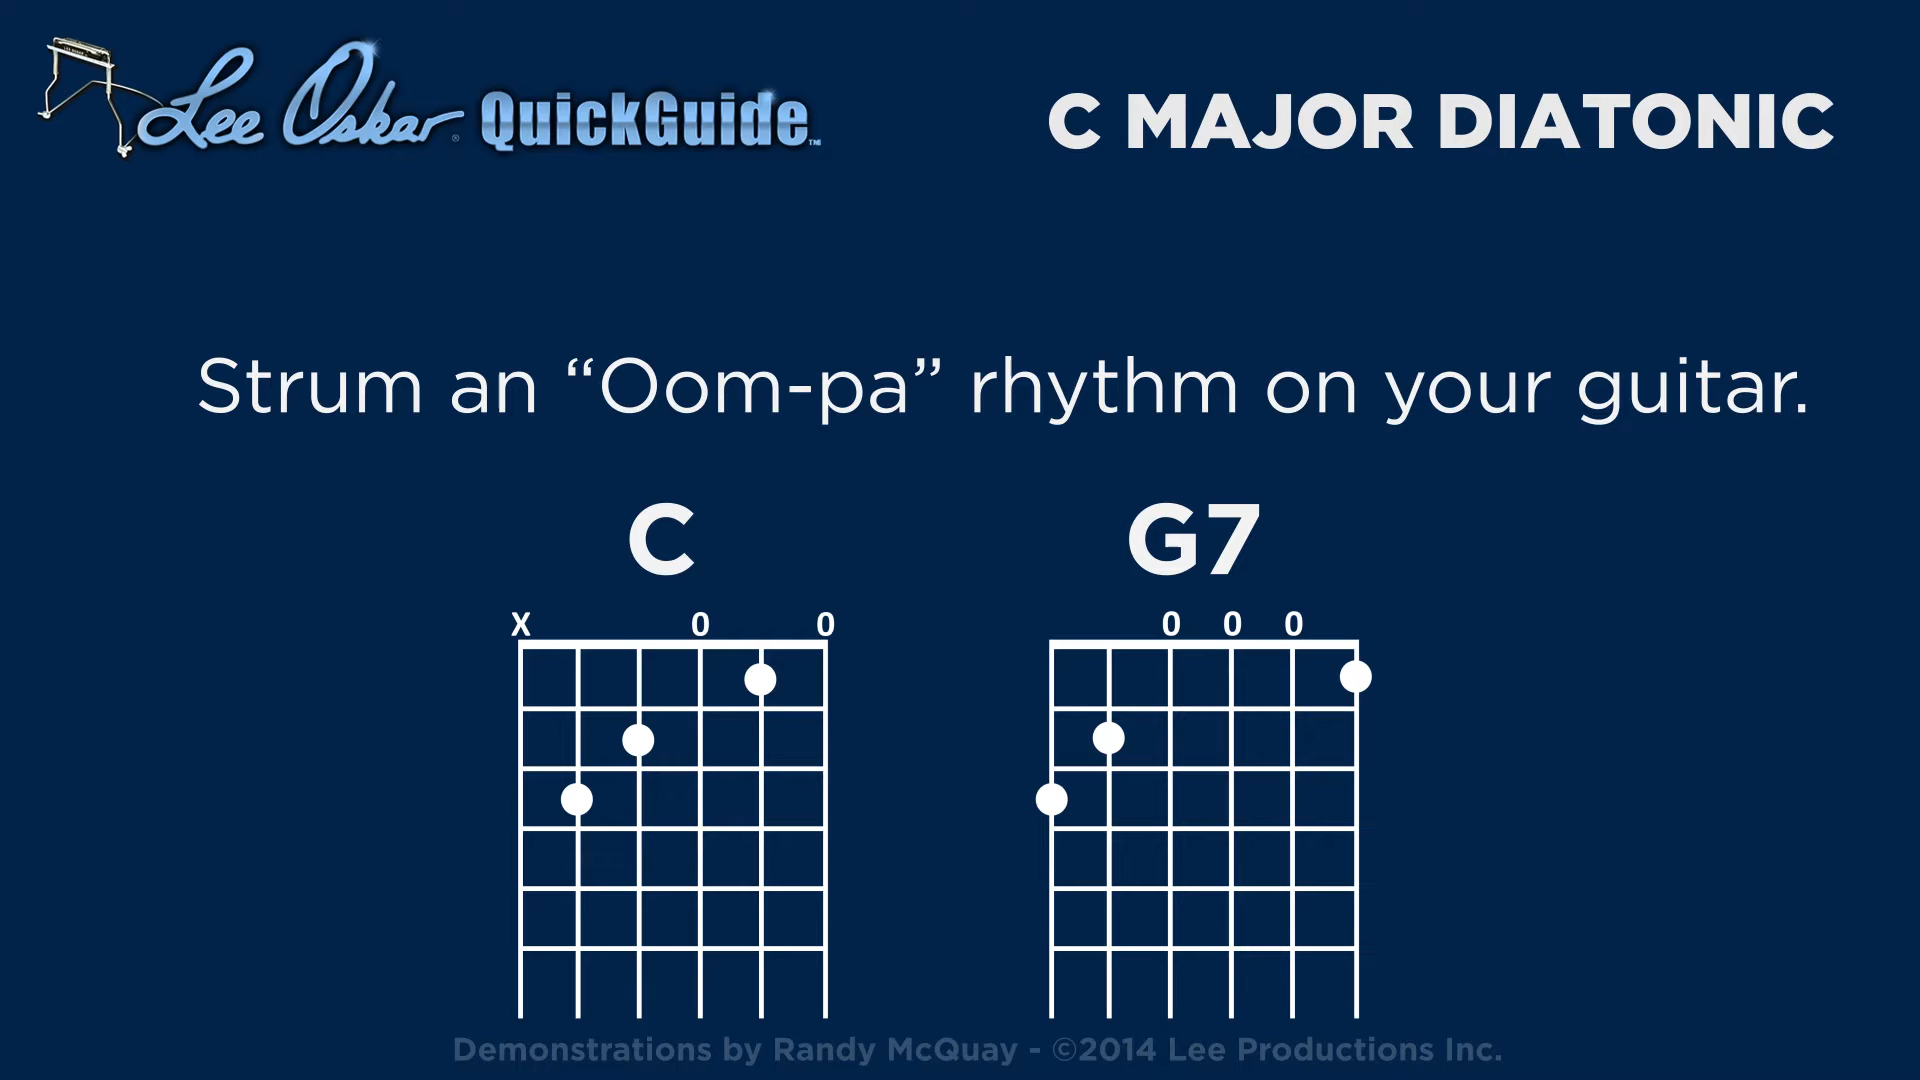 Lee Oskar® QuickGuide™
C MAJOR DIATONIC
Strum an “Oom-pa” rhythm on your guitar.
C G7
X 0 0 0 0 0
Demonstrations by Randy McQuay - ©2014 Lee Productions Inc.